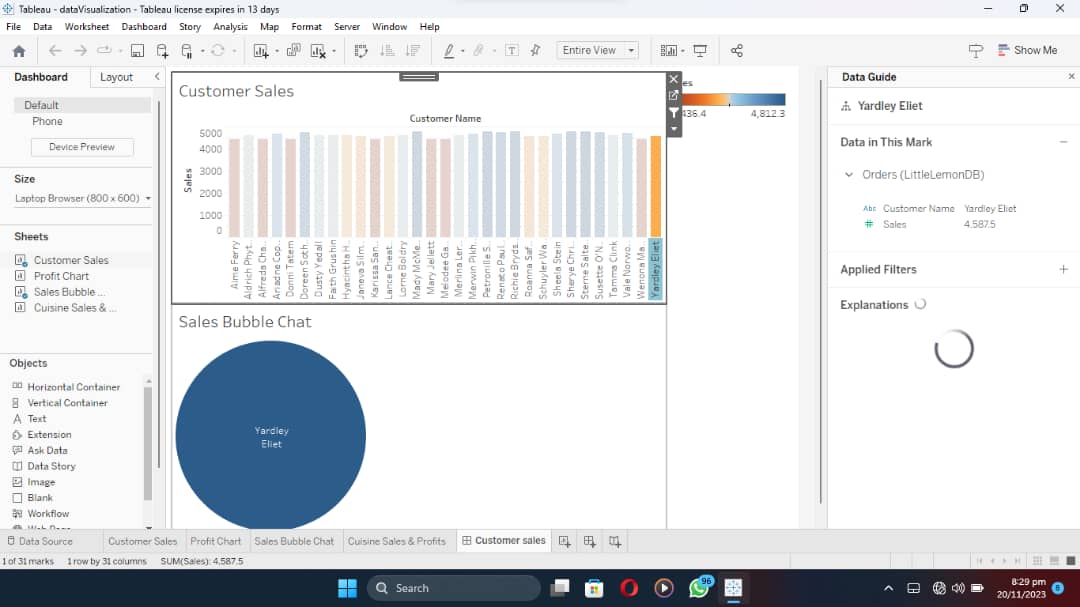 Tableau - dataVisualization - Tableau license expires in 13 days
File Data Worksheet Dashboard Story Analysis Map Format Server Window Help
Entire View
Show Me
Dashboard Layout
Default
Phone
Device Preview
Size
Laptop Browser (800 x 600)
Sheets
Customer Sales
Profit Chart
Sales Bubble ...
Cuisine Sales & ...
Objects
Horizontal Container
Vertical Container
Text
Extension
Ask Data
Data Story
Image
Blank
Workflow
Web Page
Customer Sales
Customer Name
Sales
5000
4000
3000
2000
1000
0
Aime Ferry
Aldrich Phyt..
Alfreda Cha..
Ariadne Cop..
Donni Tatem
Doreen Soth..
Dusty Yedall
Faith Grushin
Hyacintha H..
Janeva Silm..
Karissa San..
Lance Cheat..
Lorne Boldry
Mady McMe..
Mary Jellett
Melodee Ga..
Merlina Ler..
Merwin Pikh..
Petronille S..
Renato Paul..
Richie Bryds..
Roanna Saf..
Schuyler Wa..
Sheela Stein
Sherye Chri..
Sterne Salte..
Susette O'N..
Tamma Clink
Vale Norwo..
Wenona Ma..
Yardley Eliet
es
436.4 4,812.3
Sales Bubble Chat
Yardley
Eliet
Data Guide
Yardley Eliet
Data in This Mark
Orders (LittleLemonDB)
Abc Customer Name Yardley Eliet
# Sales 4,587.5
Applied Filters
Explanations
Data Source Customer Sales Profit Chart Sales Bubble Chat Cuisine Sales & Profits Customer sales
1 of 31 marks 1 row by 31 columns SUM(Sales): 4,587.5
Search
96
8:29 pm
20/11/2023
8